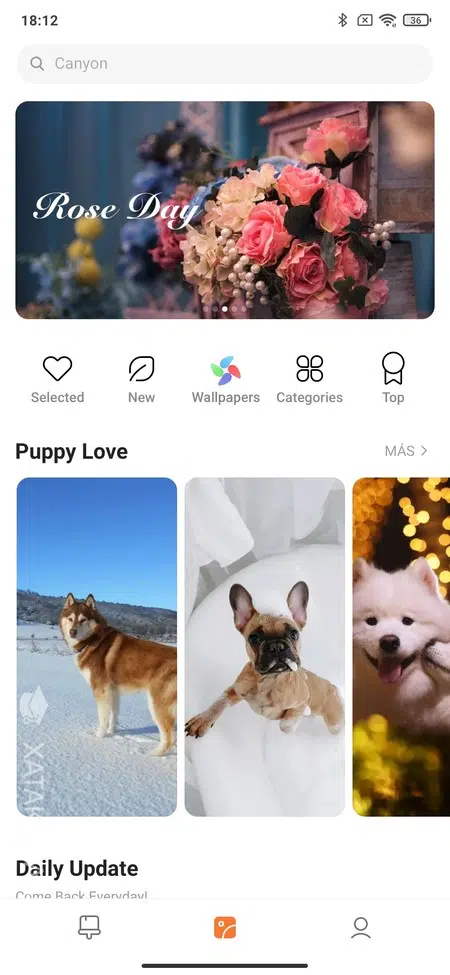 18:12
36
Canyon
Rose Day
Selected
New
Wallpapers
Categories
Top
Puppy Love
MÁS
XATAK
Daily Update
Come Back Everyday!